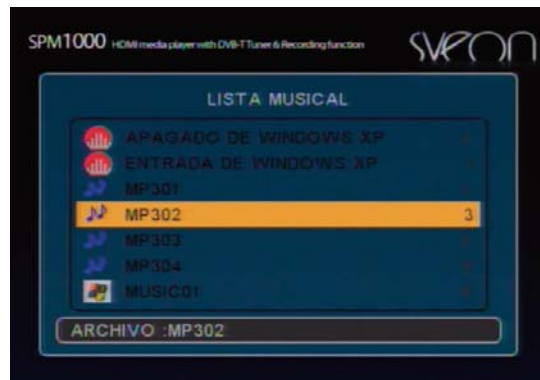 SPM1000 HDMI media player with DVB-T Tuner & Recording function
sveon
LISTA MUSICAL
APAGADO DE WINDOWS XP
ENTRADA DE WINDOWS XP
MP301
MP302 3
MP303
MP304
MUSIC01
ARCHIVO :MP302